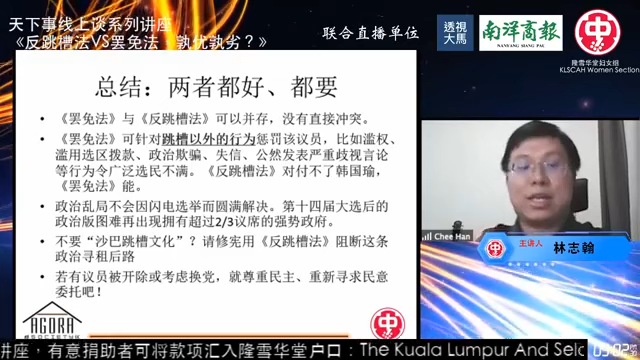 天下事线上谈系列讲座
《反跳槽法VS罢免法·孰优孰劣？》
联合直播单位
透視
大馬
南洋商報
NANYANG SIANG PAU
隆雪华堂妇女组
KLSCAH Women Section
总结：两者都好、都要
• 《罢免法》与《反跳槽法》可以并存，没有直接冲突。
• 《罢免法》可针对跳槽以外的行为惩罚该议员，比如滥权、
滥用选区拨款、政治欺骗、失信、公然发表严重歧视言论
等行为令广泛选民不满。《反跳槽法》对付不了韩国瑜，
《罢免法》能。
• 政治乱局不会因闪电选举而圆满解决。第十四届大选后的
政治版图难再出现拥有超过2/3议席的强势政府。
• 不要“沙巴跳槽文化”？请修宪用《反跳槽法》阻断这条
政治寻租后路
• 若有议员被开除或考虑换党，就尊重民主、重新寻求民意
委托吧！
Chee Han
主讲人
林志翰
AGORA
SOCIETY
讲座，有意捐助者可将款项汇入隆雪华堂户口：The Kuala Lumpur And Sela